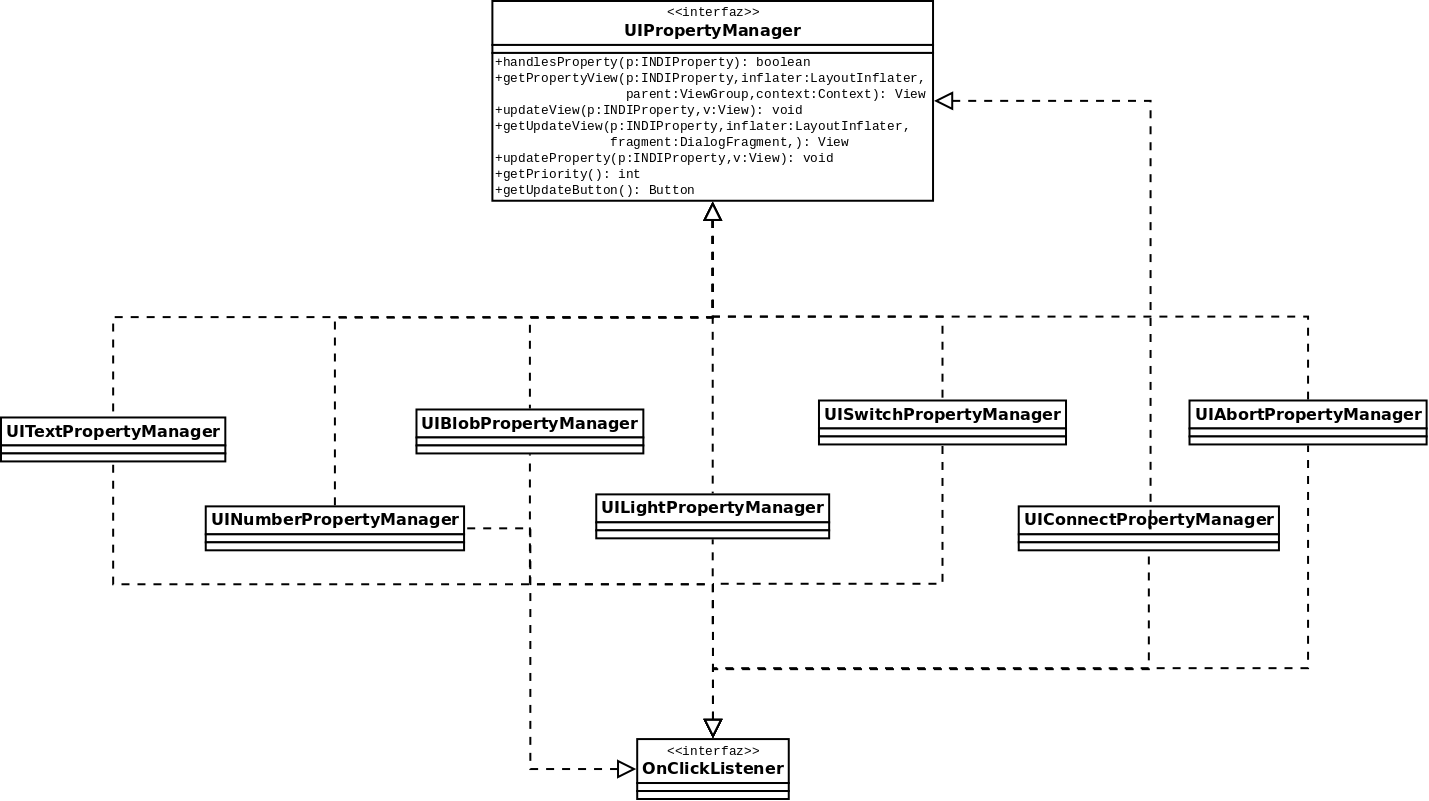 <<interfaz>>
UIPropertyManager
+handlesProperty(p:INDIProperty): boolean
+getPropertyView(p:INDIProperty,inflater:LayoutInflater,
parent:ViewGroup,context:Context): View
+updateView(p:INDIProperty,v:View): void
+getUpdateView(p:INDIProperty,inflater:LayoutInflater,
fragment:DialogFragment,): View
+updateProperty(p:INDIProperty,v:View): void
+getPriority(): int
+getUpdateButton(): Button
UITextPropertyManager
UIBlobPropertyManager
UISwitchPropertyManager
UIAbortPropertyManager
UINumberPropertyManager
UILightPropertyManager
UIConnectPropertyManager
<<interfaz>>
OnClickListener